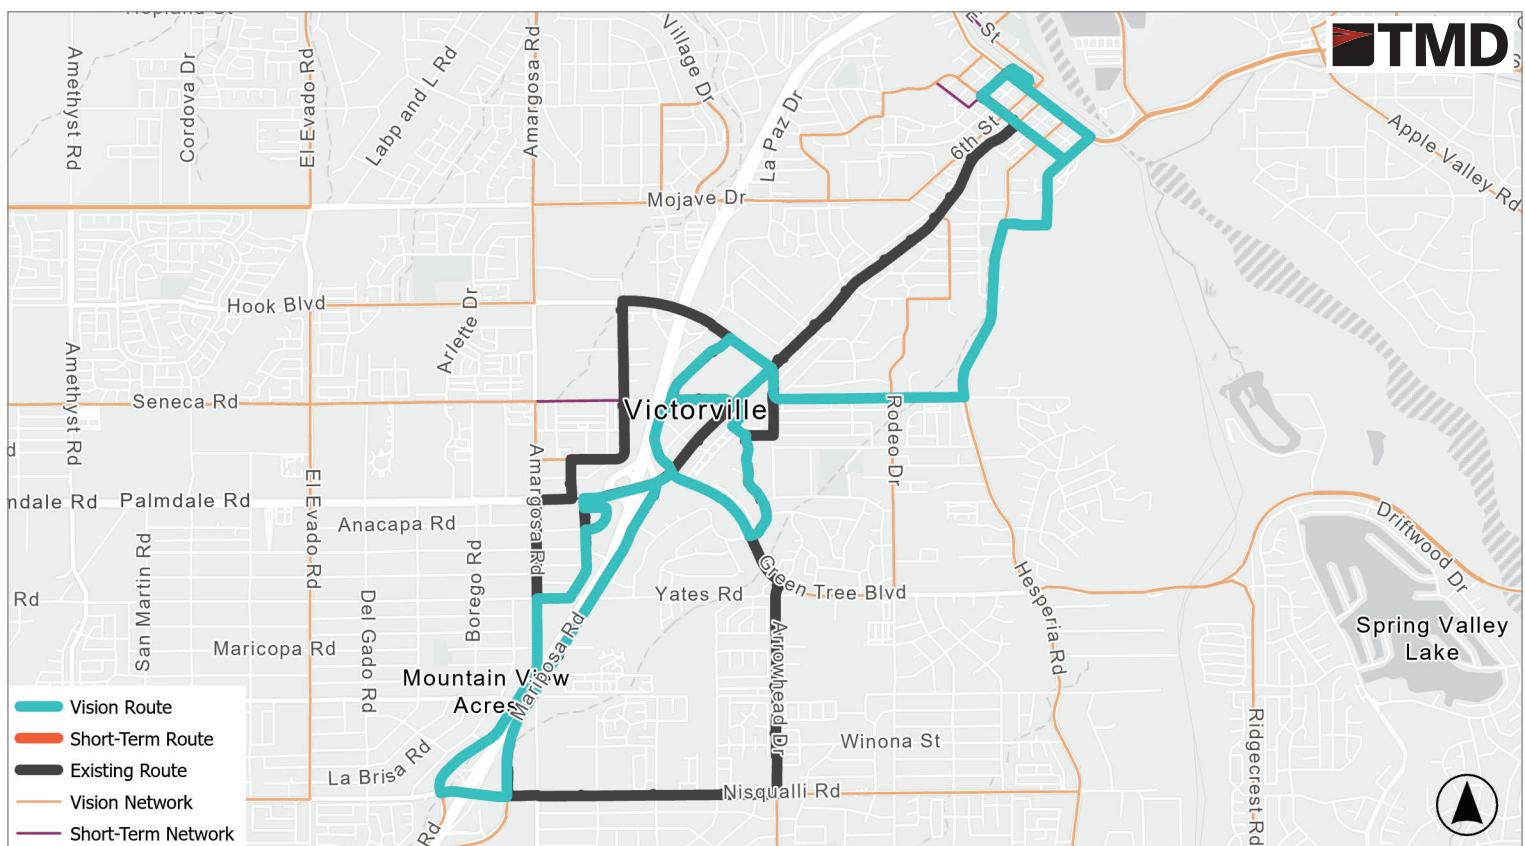 Hopland St
Amethyst Rd
Cordova Dr
El Evado Rd
Labp and L Rd
Amargosa Rd
Village Dr
La Paz Dr
E St
TMD
6th St
Apple Valley Rd
Mojave Dr
Hook Blvd
Arlette Dr
Amethyst Rd
Seneca Rd
Victorville
Rodeo Dr
Amargosa Rd
El Evado Rd
mdale Rd
Palmdale Rd
Anacapa Rd
Driftwood Dr
San Martin Rd
Borego Rd
Del Gado Rd
Rd
Yates Rd
Green Tree Blvd
Hesperia Rd
Maricopa Rd
Mariposa Rd
Arrowhead Dr
Spring Valley
Lake
Mountain View
Acres
Vision Route
Short-Term Route
Existing Route
Vision Network
Short-Term Network
La Brisa Rd
Winona St
Nisqualli Rd
Ridgecrest Rd
Rd